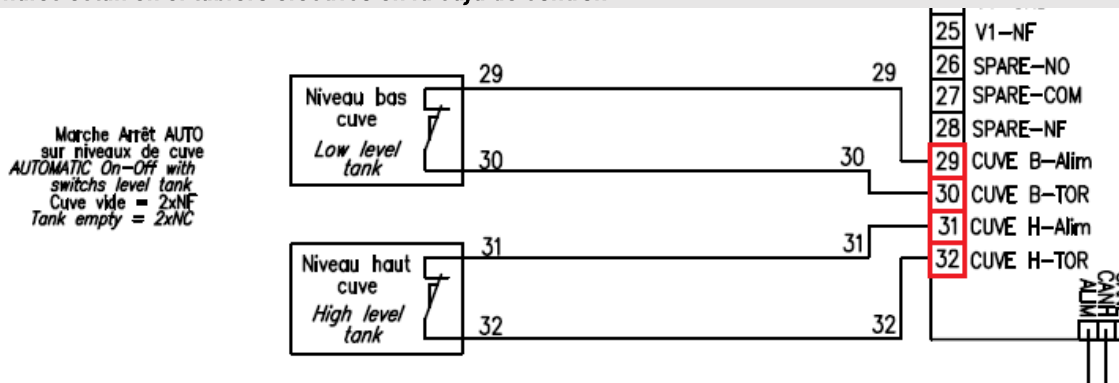 25 V1-NF
26 SPARE-NO
27 SPARE-COM
28 SPARE-NF
29 CUVE B-Alim
30 CUVE B-TOR
31 CUVE H-Alim
32 CUVE H-TOR
Niveau bas
cuve
Low level
tank
29
29
30
30
Marche Arrêt AUTO
sur niveaux de cuve
AUTOMATIC On-Off with
switchs level tank
Cuve vide = 2xNF
Tank empty = 2xNC
Niveau haut
cuve
High level
tank
31
31
32
32
CANH
ALIM